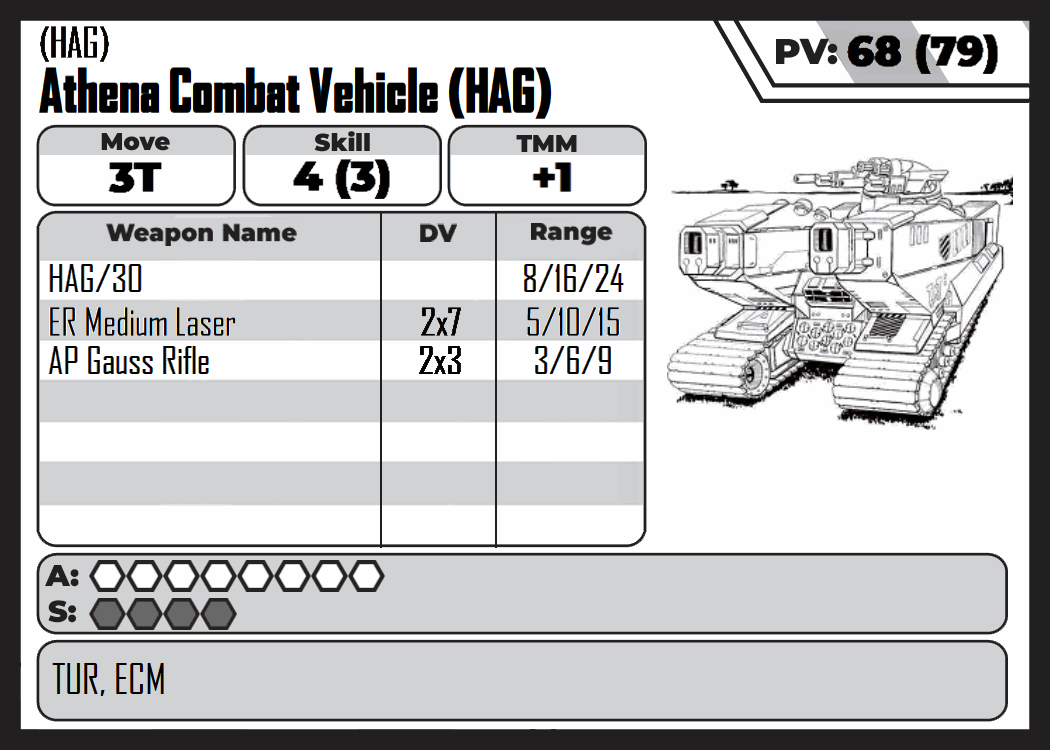 (HAG)
Athena Combat Vehicle (HAG)
PV: 68 (79)
Move Skill TMM
3T 4 (3) +1
Weapon Name DV Range
HAG/30 8/16/24
ER Medium Laser 2x7 5/10/15
AP Gauss Rifle 2x3 3/6/9
A:
S:
TUR, ECM